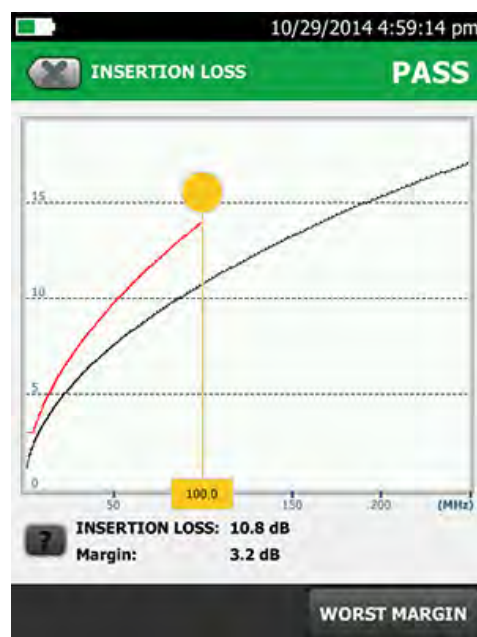 10/29/2014 4:59:14 pm
INSERTION LOSS PASS
15
10
5
0
50 100.0 150 200 (MHz)
? INSERTION LOSS: 10.8 dB
Margin: 3.2 dB
WORST MARGIN